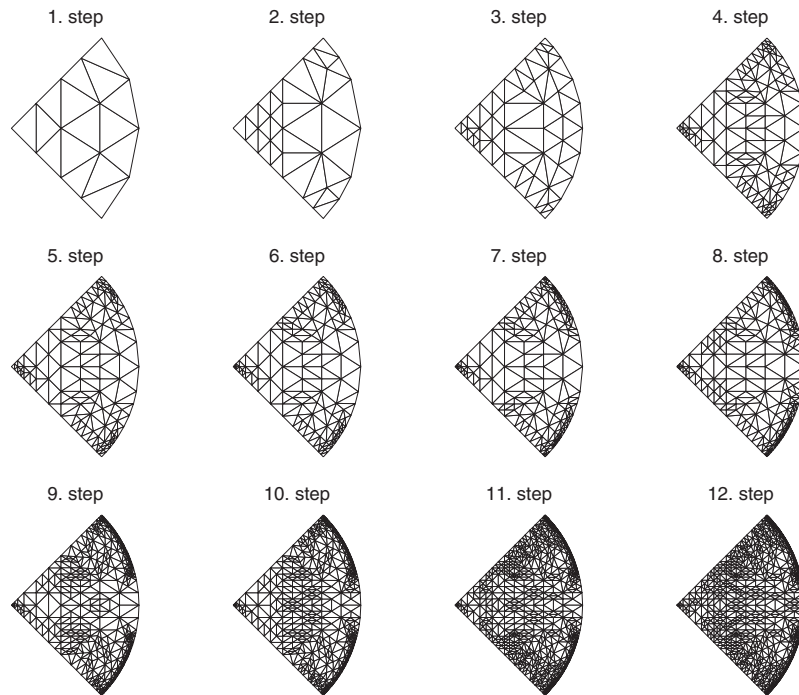 1. step
2. step
3. step
4. step
5. step
6. step
7. step
8. step
9. step
10. step
11. step
12. step